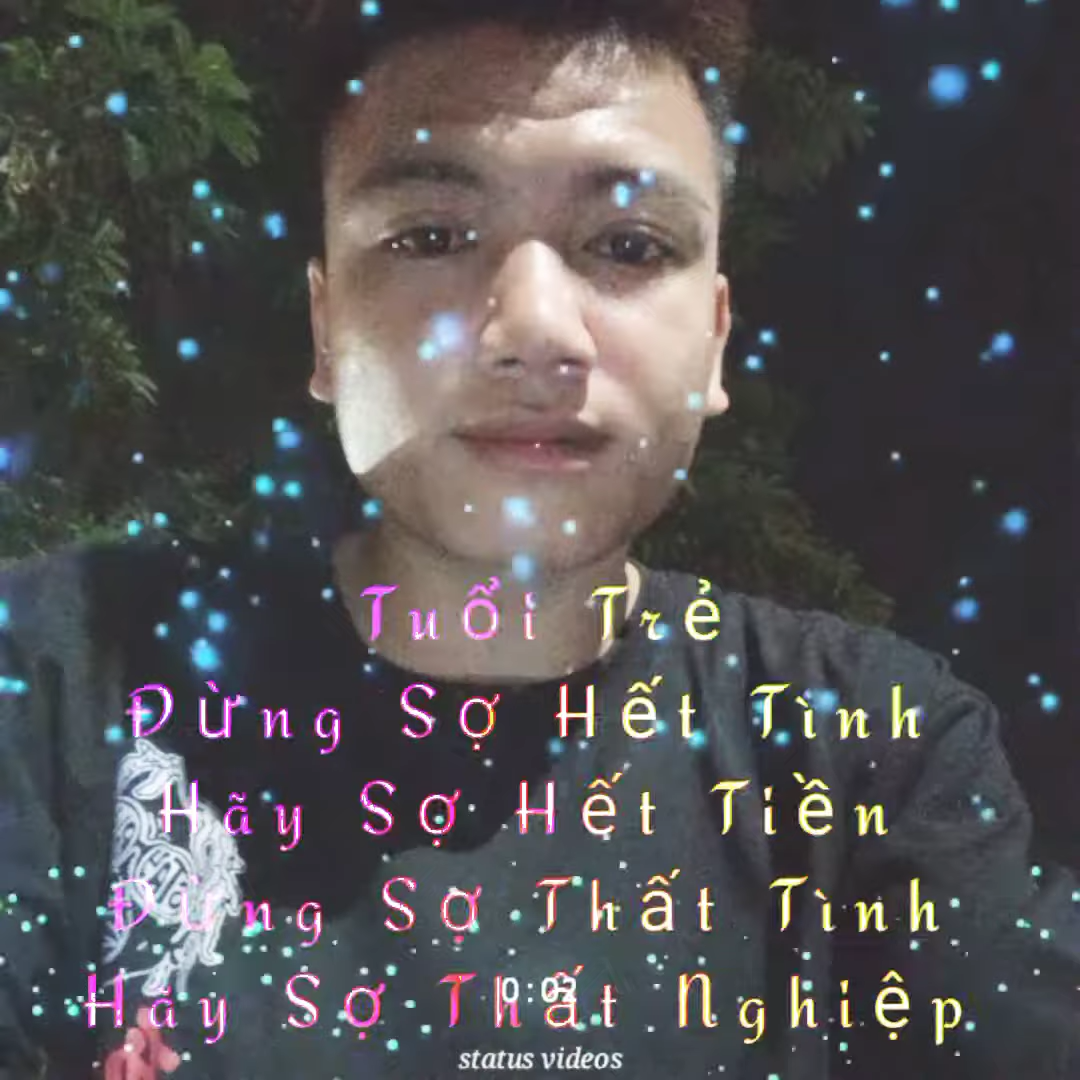 Tuổi Trẻ
Đừng Sợ Hết Tình
Hãy Sợ Hết Tiền
Đừng Sợ Thất Tình
Hãy Sợ Thất Nghiệp
0:02
status videos